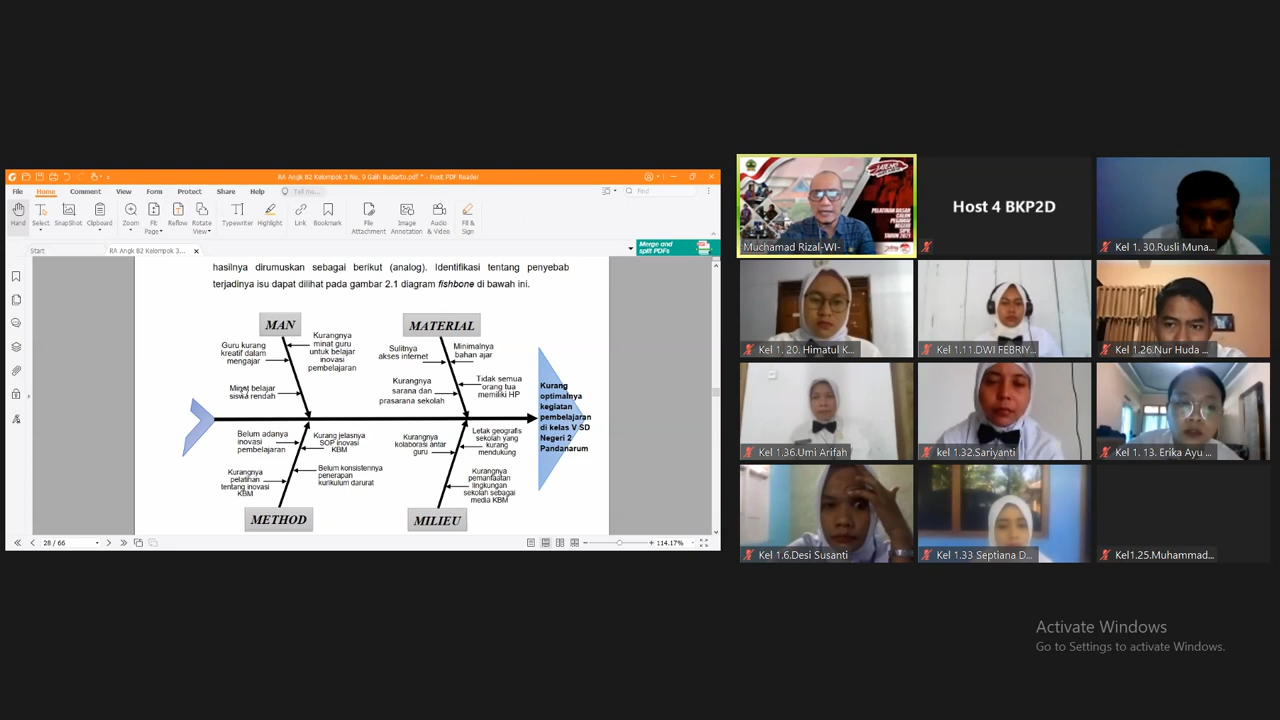 RA Angk 82 Kelompok 3 No. 9 Galih Budiarto.pdf * - Foxit PDF Reader
File Home Comment View Form Protect Share Help Tell me... Find
Hand Select SnapShot Clipboard Zoom Fit Page Reflow Rotate View Typewriter Highlight Link Bookmark File Attachment Image Annotation Audio & Video Fill & Sign
Start RA Angk 82 Kelompok 3...
Merge and
split PDFs
hasilnya dirumuskan sebagai berikut (analog). Identifikasi tentang penyebab
terjadinya isu dapat dilihat pada gambar 2.1 diagram fishbone di bawah ini.
MAN
Guru kurang
kreatif dalam
mengajar
Kurangnya
minat guru
untuk belajar
inovasi
pembelaran
Minat belajar
siswa rendah
MATERIAL
Sulitnya
akses internet
Minimalnya
bahan ajar
Kurangnya
sarana dan
prasarana sekolah
Tidak semua
orang tua
memiliki HP
Kurang
optimalnya
kegiatan
pembelajaran
di kelas V SD
Negeri 2
Pandanarum
Belum adanya
inovasi
pembelajaran
Kurang jelasnya
SOP inovasi
KBM
Kurangnya
pelatihan
tentang inovasi
KBM
Belum konsistennya
penerapan
kurikulum darurat
METHOD
Kurangnya
kolaborasi antar
guru
Letak geografis
sekolah yang
kurang
mendukung
Kurangnya
pemanfaatan
lingkungan
sekolah sebagai
media KBM
MILIEU
28 / 66
114.17%
PELATIHAN DASAR
CALON
PEGAWAI
NEGERI
SIPIL
TAHUN 2021
Muchamad Rizal-WI-
Host 4 BKP2D
Kel 1. 30.Rusli Muna...
Kel 1. 20. Himatul K...
Kel 1.11.DWI FEBRIY...
Kel 1.26.Nur Huda ...
Kel 1.36.Umi Arifah
kel 1.32.Sariyanti
Kel 1. 13. Erika Ayu ...
Kel 1.6.Desi Susanti
Kel 1.33 Septiana D...
Kel1.25.Muhammad...
Activate Windows
Go to Settings to activate Windows.